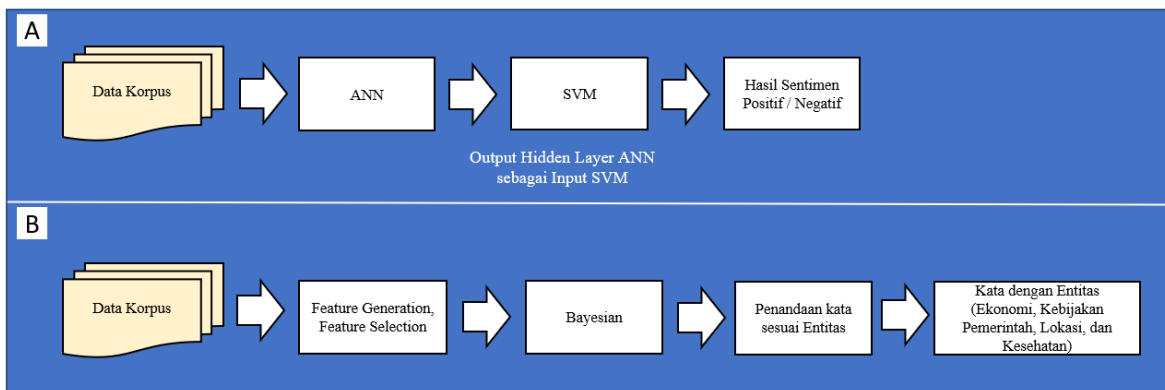 A
Data Korpus
ANN
SVM
Hasil Sentimen
Positif / Negatif
Output Hidden Layer ANN
sebagai Input SVM
B
Data Korpus
Feature Generation,
Feature Selection
Bayesian
Penandaan kata
sesuai Entitas
Kata dengan Entitas
(Ekonomi, Kebijakan
Pemerintah, Lokasi, dan
Kesehatan)